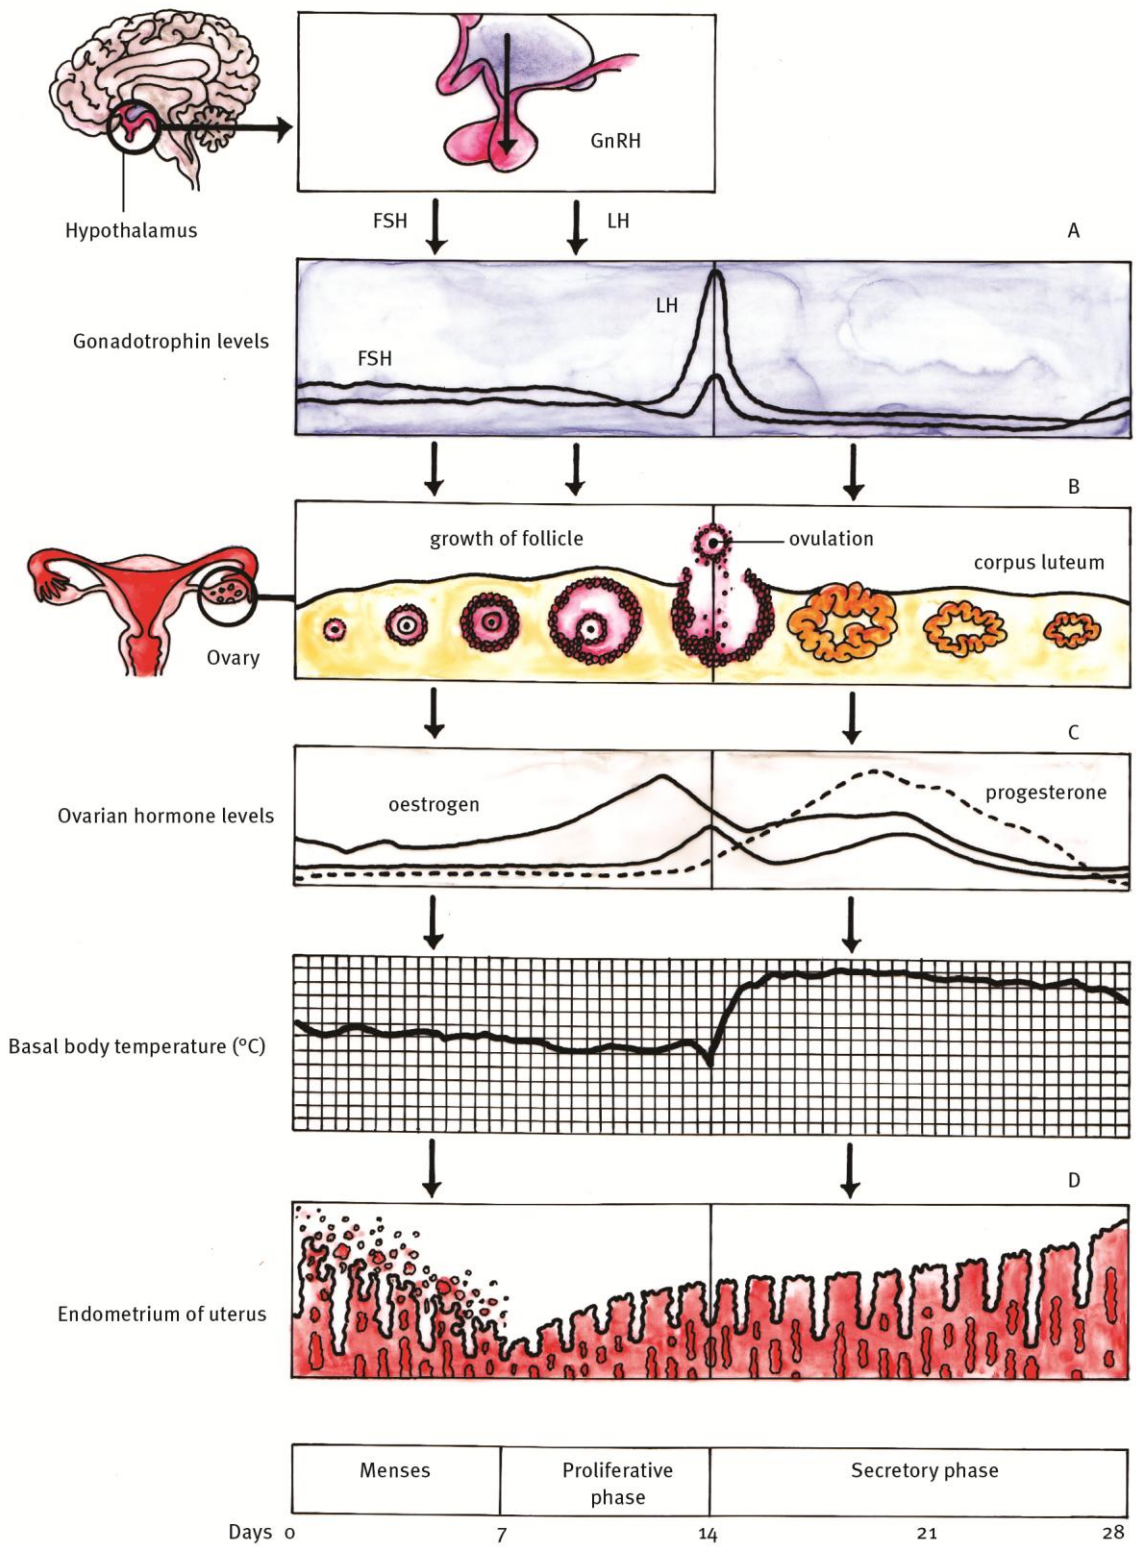 GnRH
Hypothalamus
FSH
LH
A
Gonadotrophin levels
LH
FSH
B
growth of follicle
ovulation
corpus luteum
Ovary
C
Ovarian hormone levels
oestrogen
progesterone
Basal body temperature (°C)
D
Endometrium of uterus
Menses
Proliferative
phase
Secretory phase
Days 0 7 14 21 28